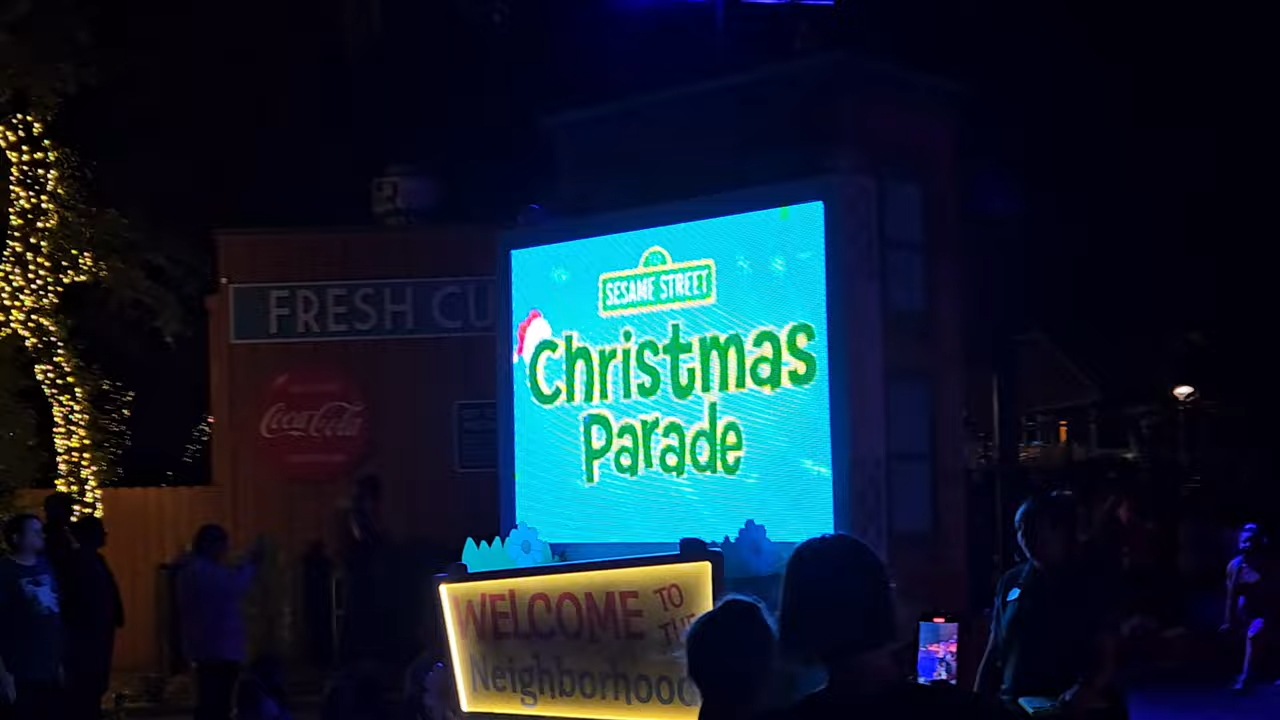 SESAME STREET
Christmas
Parade
FRESH CU
Coca-Cola
WELCOME TO
THE
Neighborhood